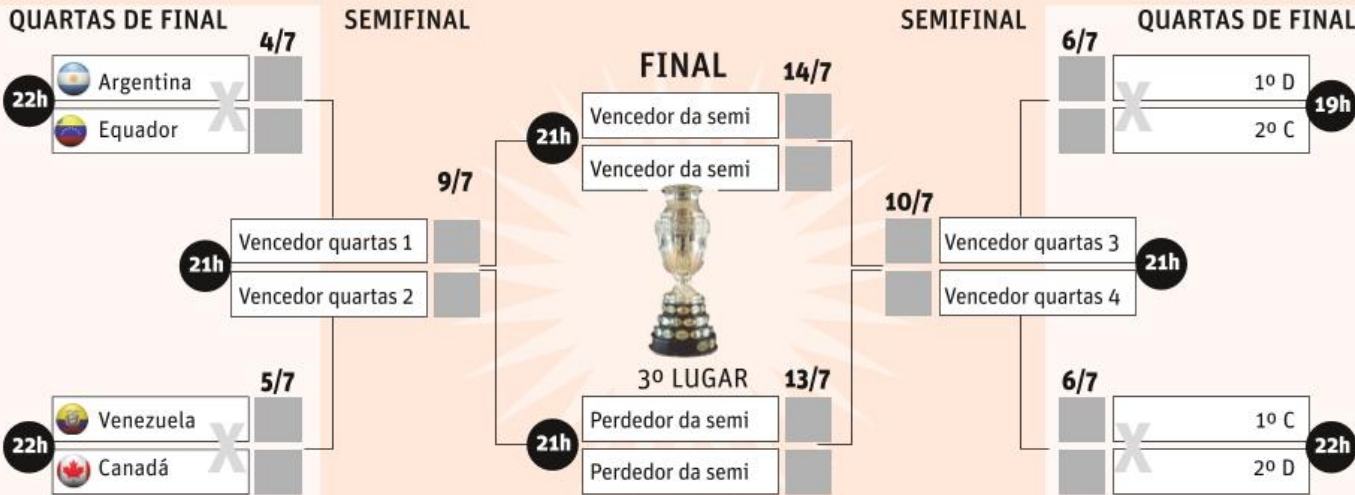 QUARTAS DE FINAL
SEMIFINAL
SEMIFINAL
QUARTAS DE FINAL
4/7
22h
Argentina
X
Equador
9/7
21h
Vencedor quartas 1
Vencedor quartas 2
5/7
22h
Venezuela
X
Canadá
FINAL
14/7
21h
Vencedor da semi
Vencedor da semi
3º LUGAR
13/7
21h
Perdedor da semi
Perdedor da semi
10/7
Vencedor quartas 3
21h
Vencedor quartas 4
6/7
1º D
X
19h
2º C
6/7
1º C
X
22h
2º D